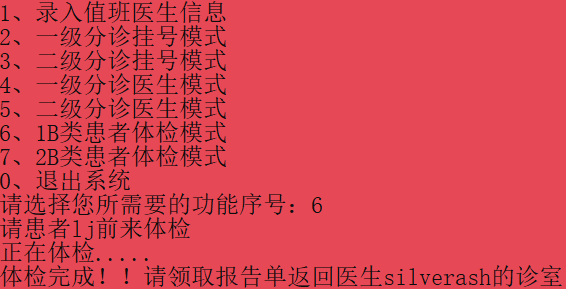 1、录入值班医生信息
2、一级分诊挂号模式
3、二级分诊挂号模式
4、一级分诊医生模式
5、二级分诊医生模式
6、1B类患者体检模式
7、2B类患者体检模式
0、退出系统
请选择您所需要的功能序号：6
请患者lj前来体检
正在体检.....
体检完成！！请领取报告单返回医生silverash的诊室